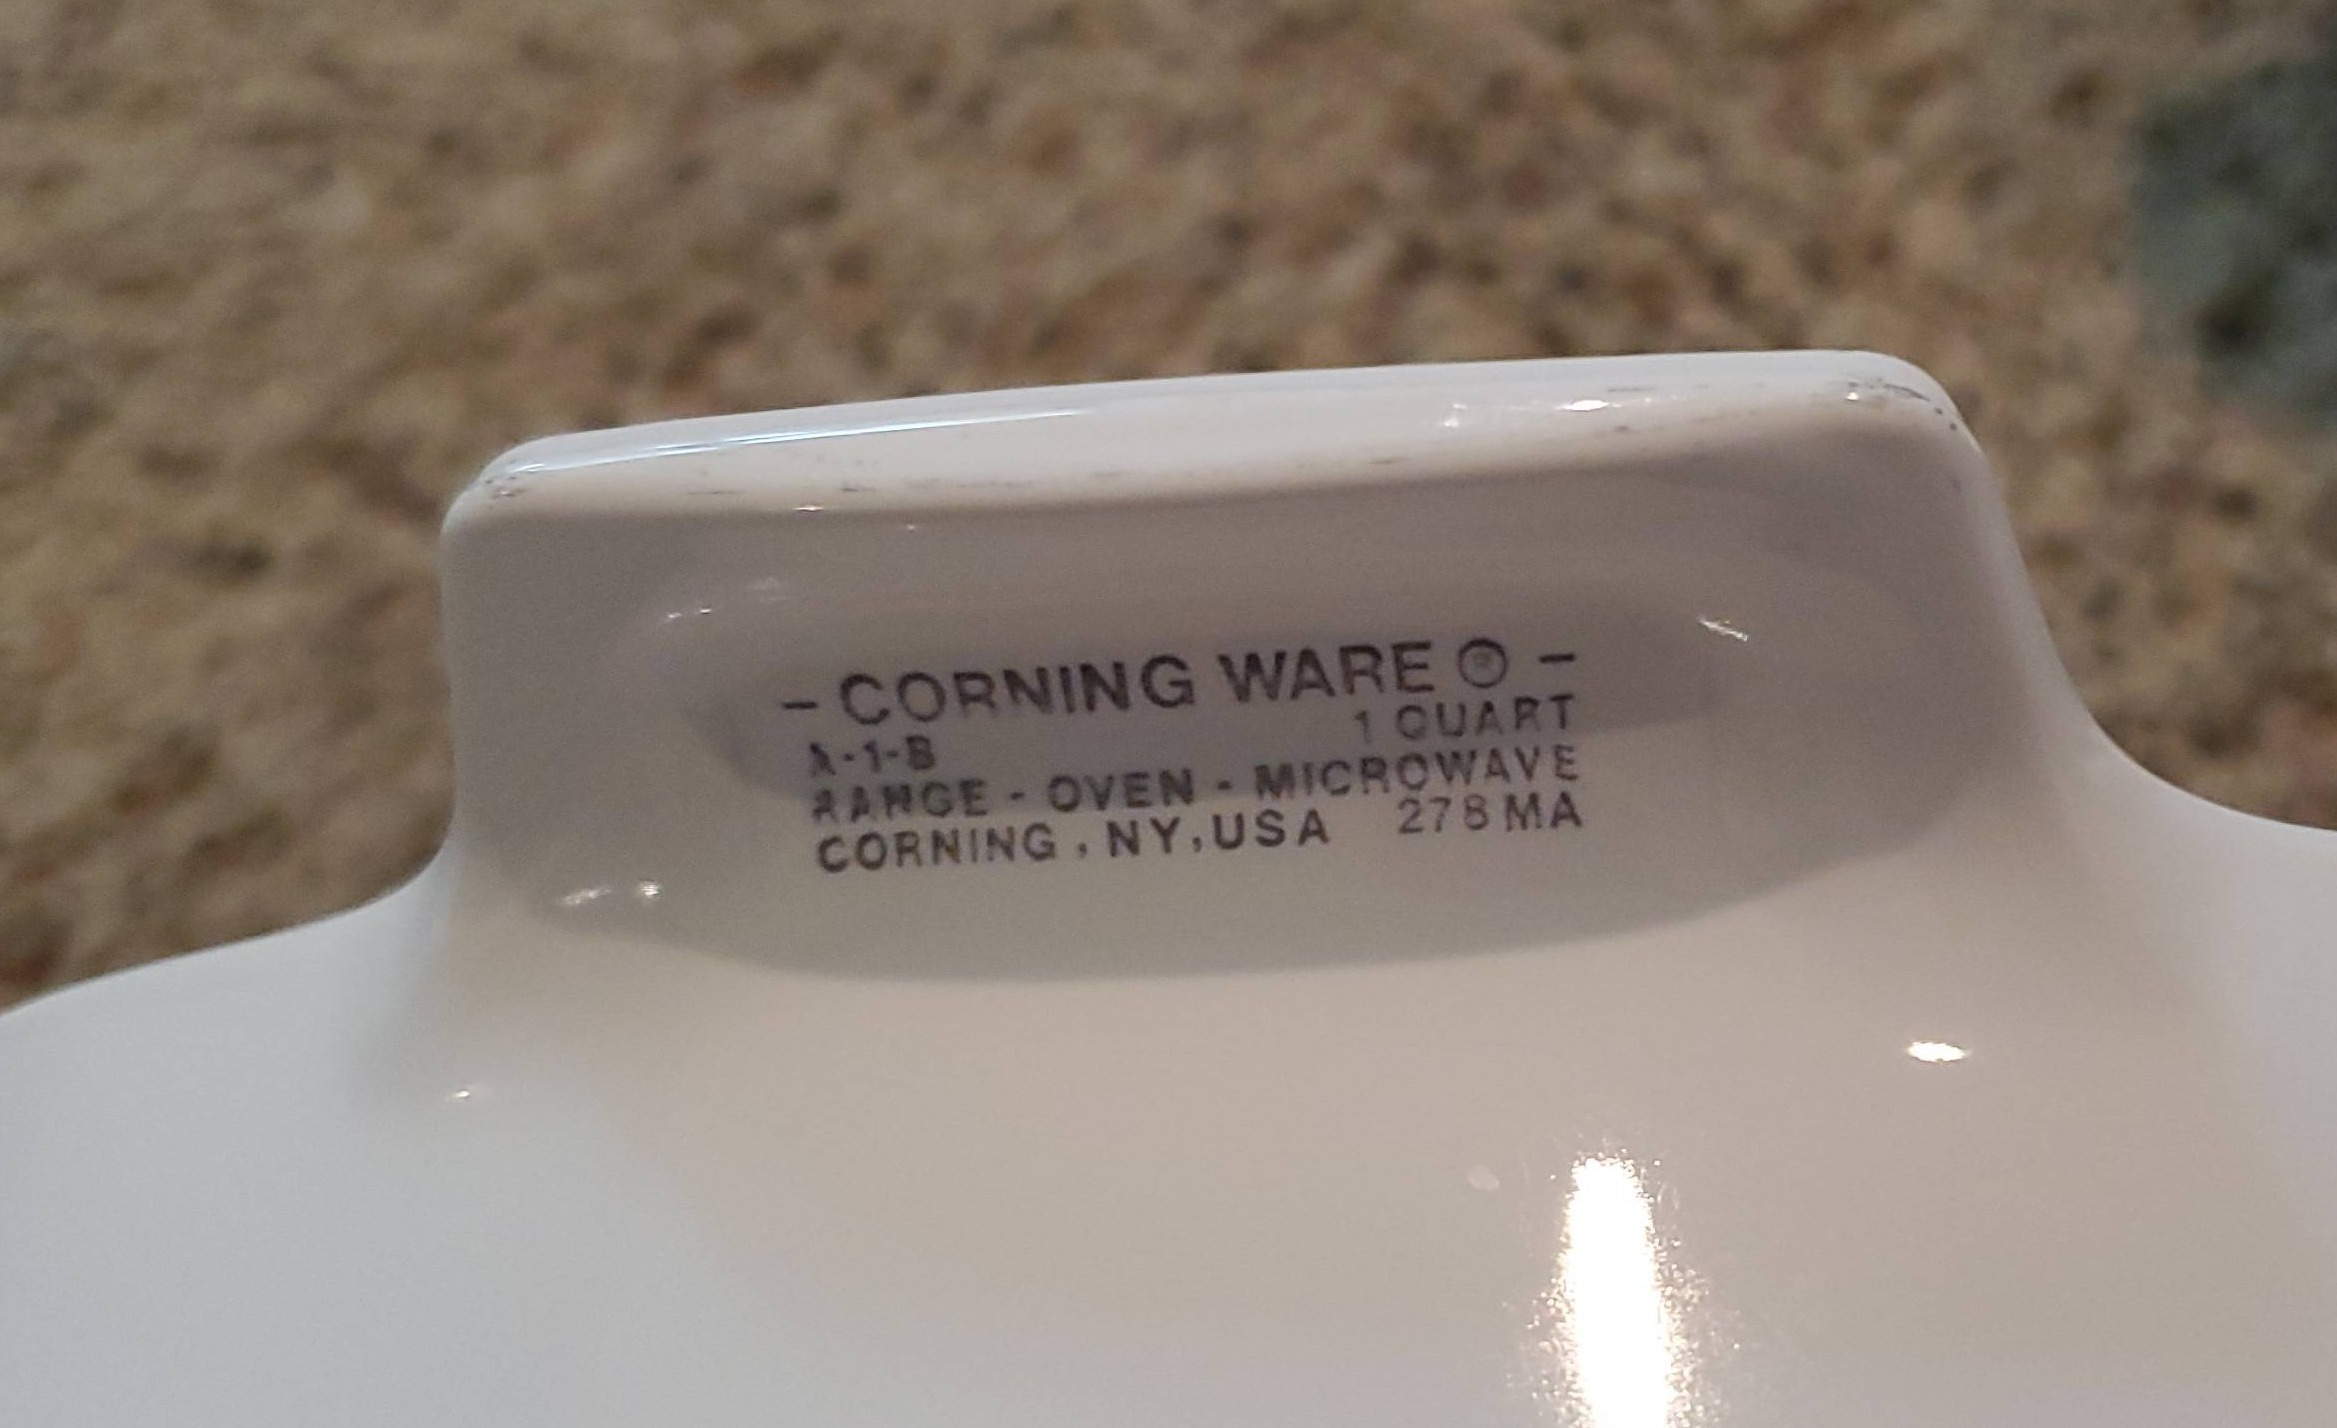 - CORNING WARE ® -
A-1-B 1 QUART
RANGE - OVEN - MICROWAVE
CORNING, NY, USA 278 MA